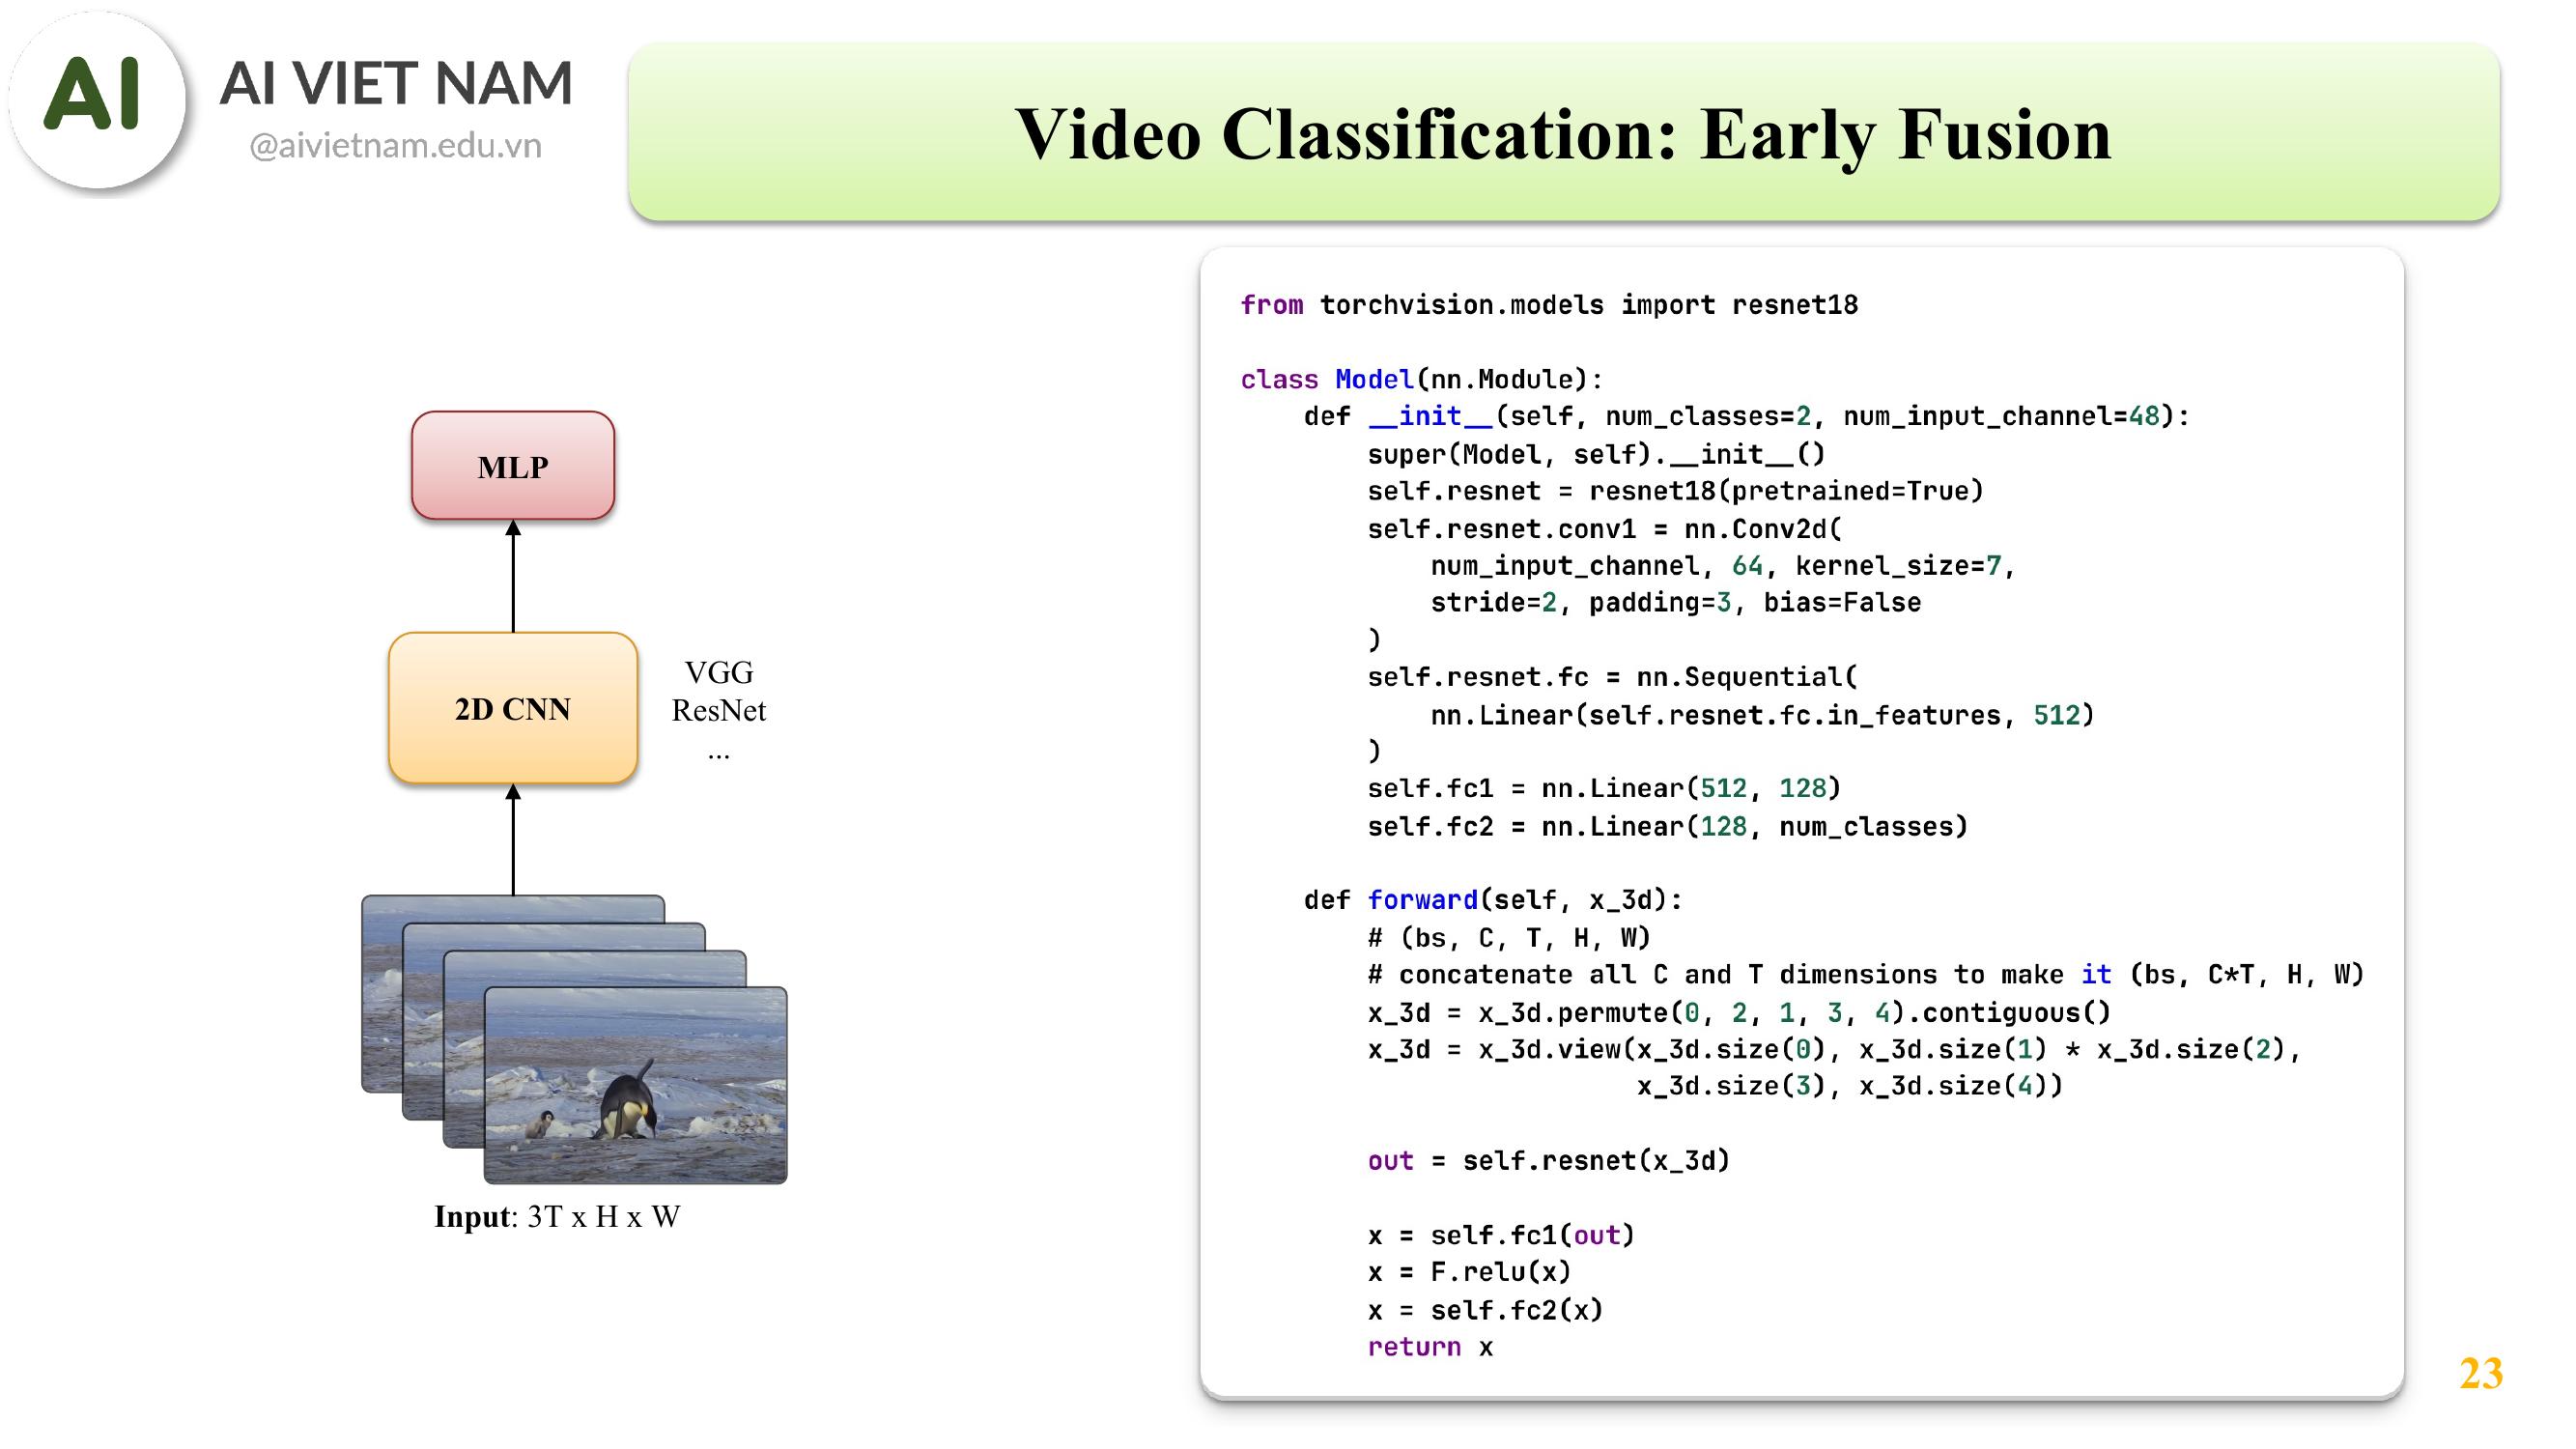 AI
AI VIET NAM
@aivietnam.edu.vn
Video Classification: Early Fusion
MLP
2D CNN
VGG
ResNet
...
Input: 3T x H x W
from torchvision.models import resnet18

class Model(nn.Module):
    def __init__(self, num_classes=2, num_input_channel=48):
        super(Model, self).__init__()
        self.resnet = resnet18(pretrained=True)
        self.resnet.conv1 = nn.Conv2d(
            num_input_channel, 64, kernel_size=7,
            stride=2, padding=3, bias=False
        )
        self.resnet.fc = nn.Sequential(
            nn.Linear(self.resnet.fc.in_features, 512)
        )
        self.fc1 = nn.Linear(512, 128)
        self.fc2 = nn.Linear(128, num_classes)

    def forward(self, x_3d):
        # (bs, C, T, H, W)
        # concatenate all C and T dimensions to make it (bs, C*T, H, W)
        x_3d = x_3d.permute(0, 2, 1, 3, 4).contiguous()
        x_3d = x_3d.view(x_3d.size(0), x_3d.size(1) * x_3d.size(2),
                         x_3d.size(3), x_3d.size(4))

        out = self.resnet(x_3d)

        x = self.fc1(out)
        x = F.relu(x)
        x = self.fc2(x)
        return x
23